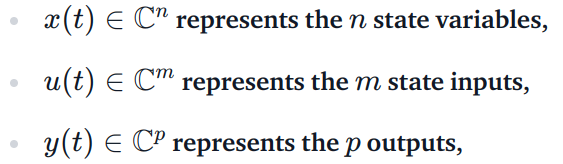 • x(t) ∈ ℂⁿ represents the n state variables,
• u(t) ∈ ℂᵐ represents the m state inputs,
• y(t) ∈ ℂᵖ represents the p outputs,